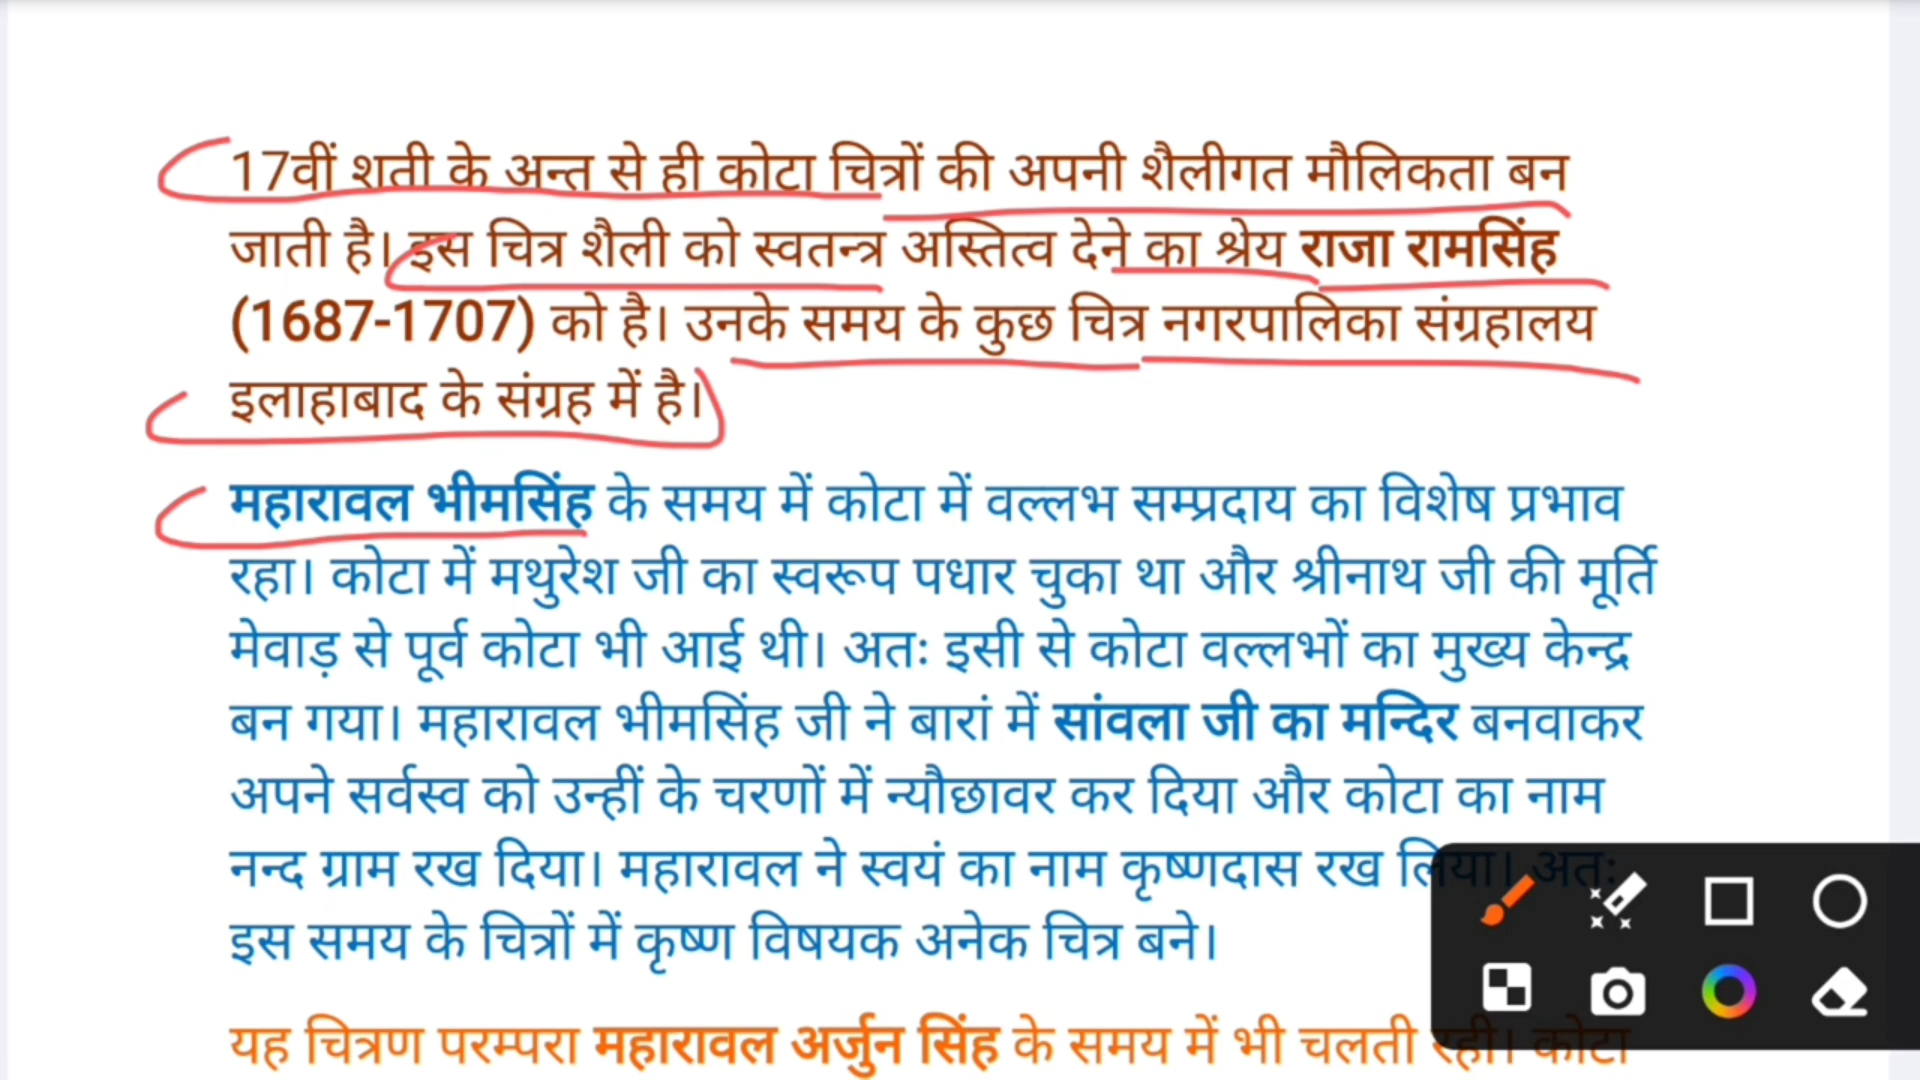 17वीं शती के अन्त से ही कोटा चित्रों की अपनी शैलीगत मौलिकता बन
जाती है। इस चित्र शैली को स्वतन्त्र अस्तित्व देने का श्रेय राजा रामसिंह
(1687-1707) को है। उनके समय के कुछ चित्र नगरपालिका संग्रहालय
इलाहाबाद के संग्रह में है।
महारावल भीमसिंह के समय में कोटा में वल्लभ सम्प्रदाय का विशेष प्रभाव
रहा। कोटा में मथुरेश जी का स्वरूप पधार चुका था और श्रीनाथ जी की मूर्ति
मेवाड़ से पूर्व कोटा भी आई थी। अतः इसी से कोटा वल्लभों का मुख्य केन्द्र
बन गया। महारावल भीमसिंह जी ने बारां में सांवला जी का मन्दिर बनवाकर
अपने सर्वस्व को उन्हीं के चरणों में न्यौछावर कर दिया और कोटा का नाम
नन्द ग्राम रख दिया। महारावल ने स्वयं का नाम कृष्णदास रख लिया। अतः
इस समय के चित्रों में कृष्ण विषयक अनेक चित्र बने।
यह चित्रण परम्परा महारावल अर्जुन सिंह के समय में भी चलती रही। कोटा